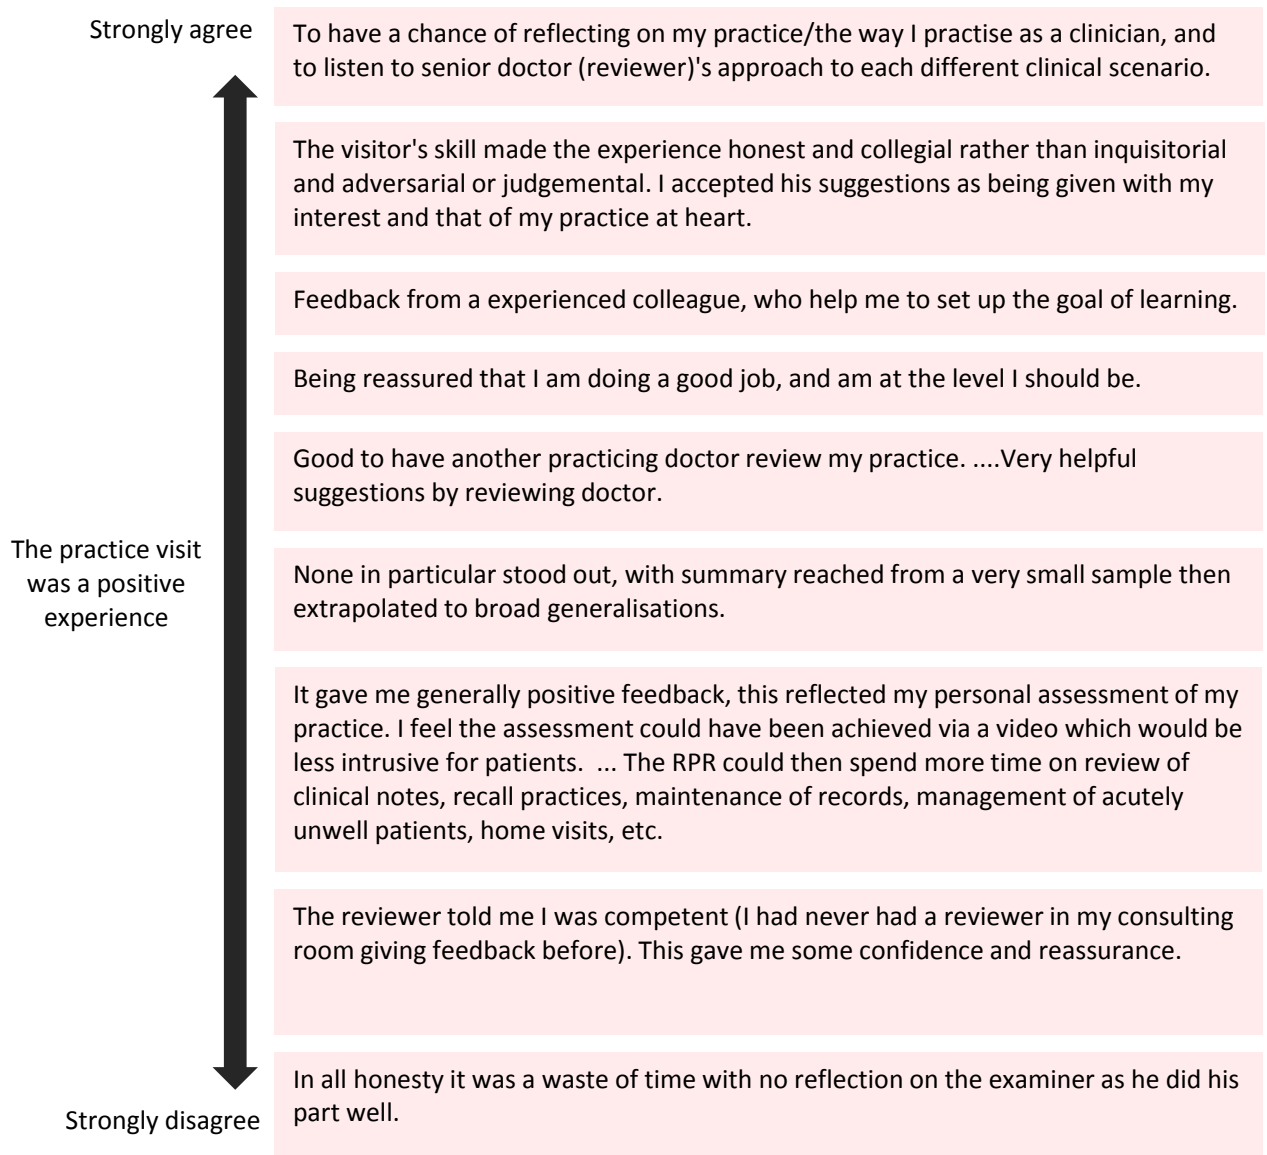 Strongly agree
To have a chance of reflecting on my practice/the way I practise as a clinician, and
to listen to senior doctor (reviewer)'s approach to each different clinical scenario.
The visitor's skill made the experience honest and collegial rather than inquisitorial
and adversarial or judgemental. I accepted his suggestions as being given with my
interest and that of my practice at heart.
Feedback from a experienced colleague, who help me to set up the goal of learning.
Being reassured that I am doing a good job, and am at the level I should be.
Good to have another practicing doctor review my practice. ....Very helpful
suggestions by reviewing doctor.
The practice visit
was a positive
experience
None in particular stood out, with summary reached from a very small sample then
extrapolated to broad generalisations.
It gave me generally positive feedback, this reflected my personal assessment of my
practice. I feel the assessment could have been achieved via a video which would be
less intrusive for patients.  ... The RPR could then spend more time on review of
clinical notes, recall practices, maintenance of records, management of acutely
unwell patients, home visits, etc.
The reviewer told me I was competent (I had never had a reviewer in my consulting
room giving feedback before). This gave me some confidence and reassurance.
In all honesty it was a waste of time with no reflection on the examiner as he did his
part well.
Strongly disagree